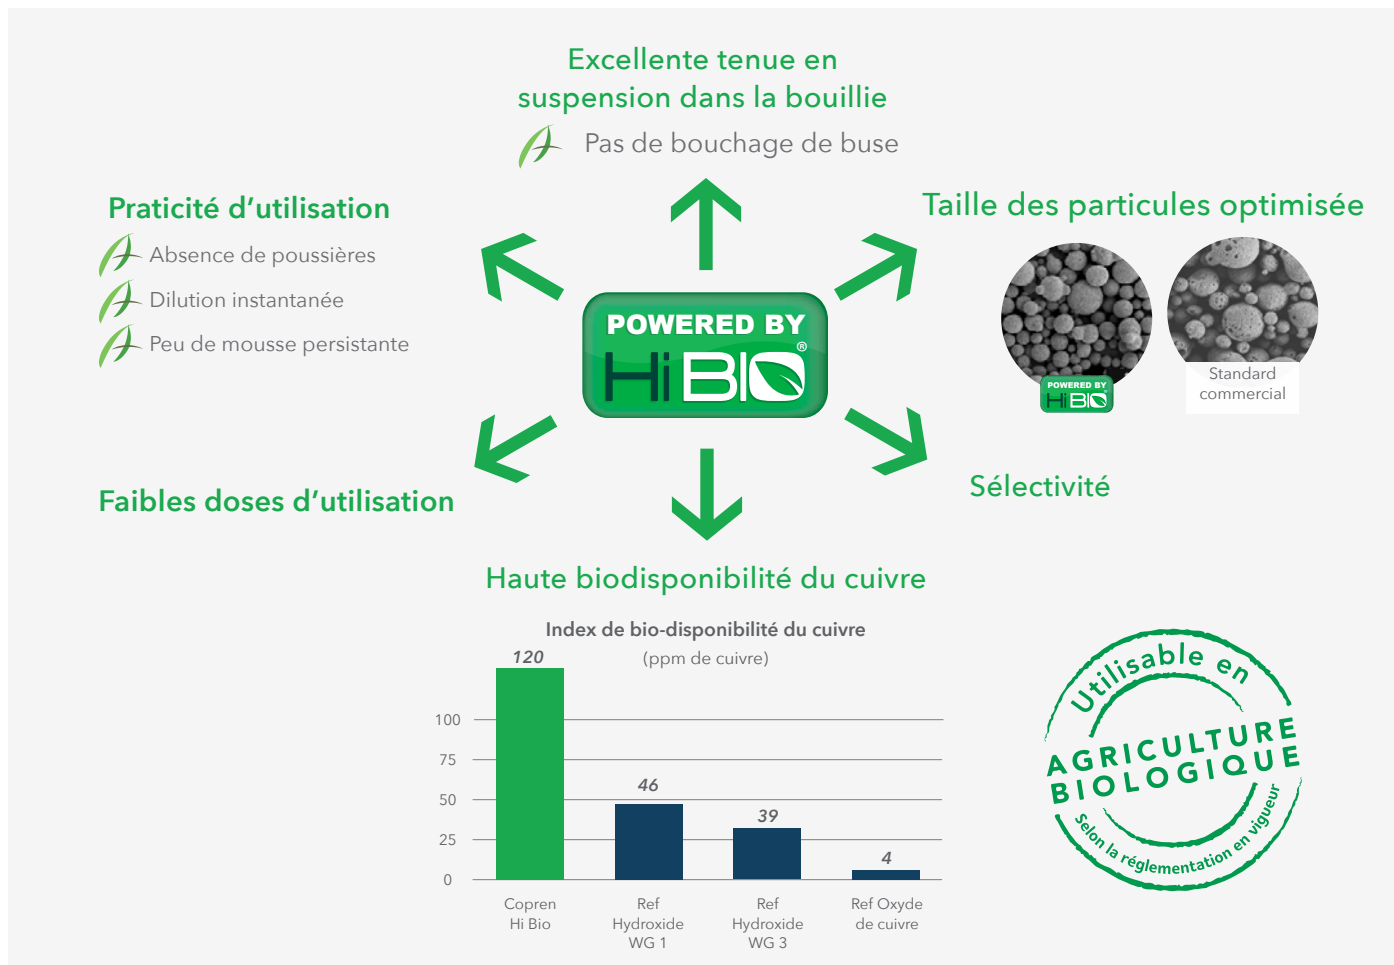 Excellente tenue en
suspension dans la bouillie
Pas de bouchage de buse
Praticité d’utilisation
Absence de poussières
Dilution instantanée
Peu de mousse persistante
Taille des particules optimisée
POWERED BY
Hi BIO
Standard
commercial
POWERED BY
HiBIO®
Faibles doses d’utilisation
Sélectivité
Haute biodisponibilité du cuivre
Index de bio-disponibilité du cuivre
(ppm de cuivre)
120
100
75
50
25
0
46
39
4
Copren
Hi Bio
Ref
Hydroxide
WG 1
Ref
Hydroxide
WG 3
Ref Oxyde
de cuivre
Utilisable en
AGRICULTURE
BIOLOGIQUE
Selon la réglementation en vigueur